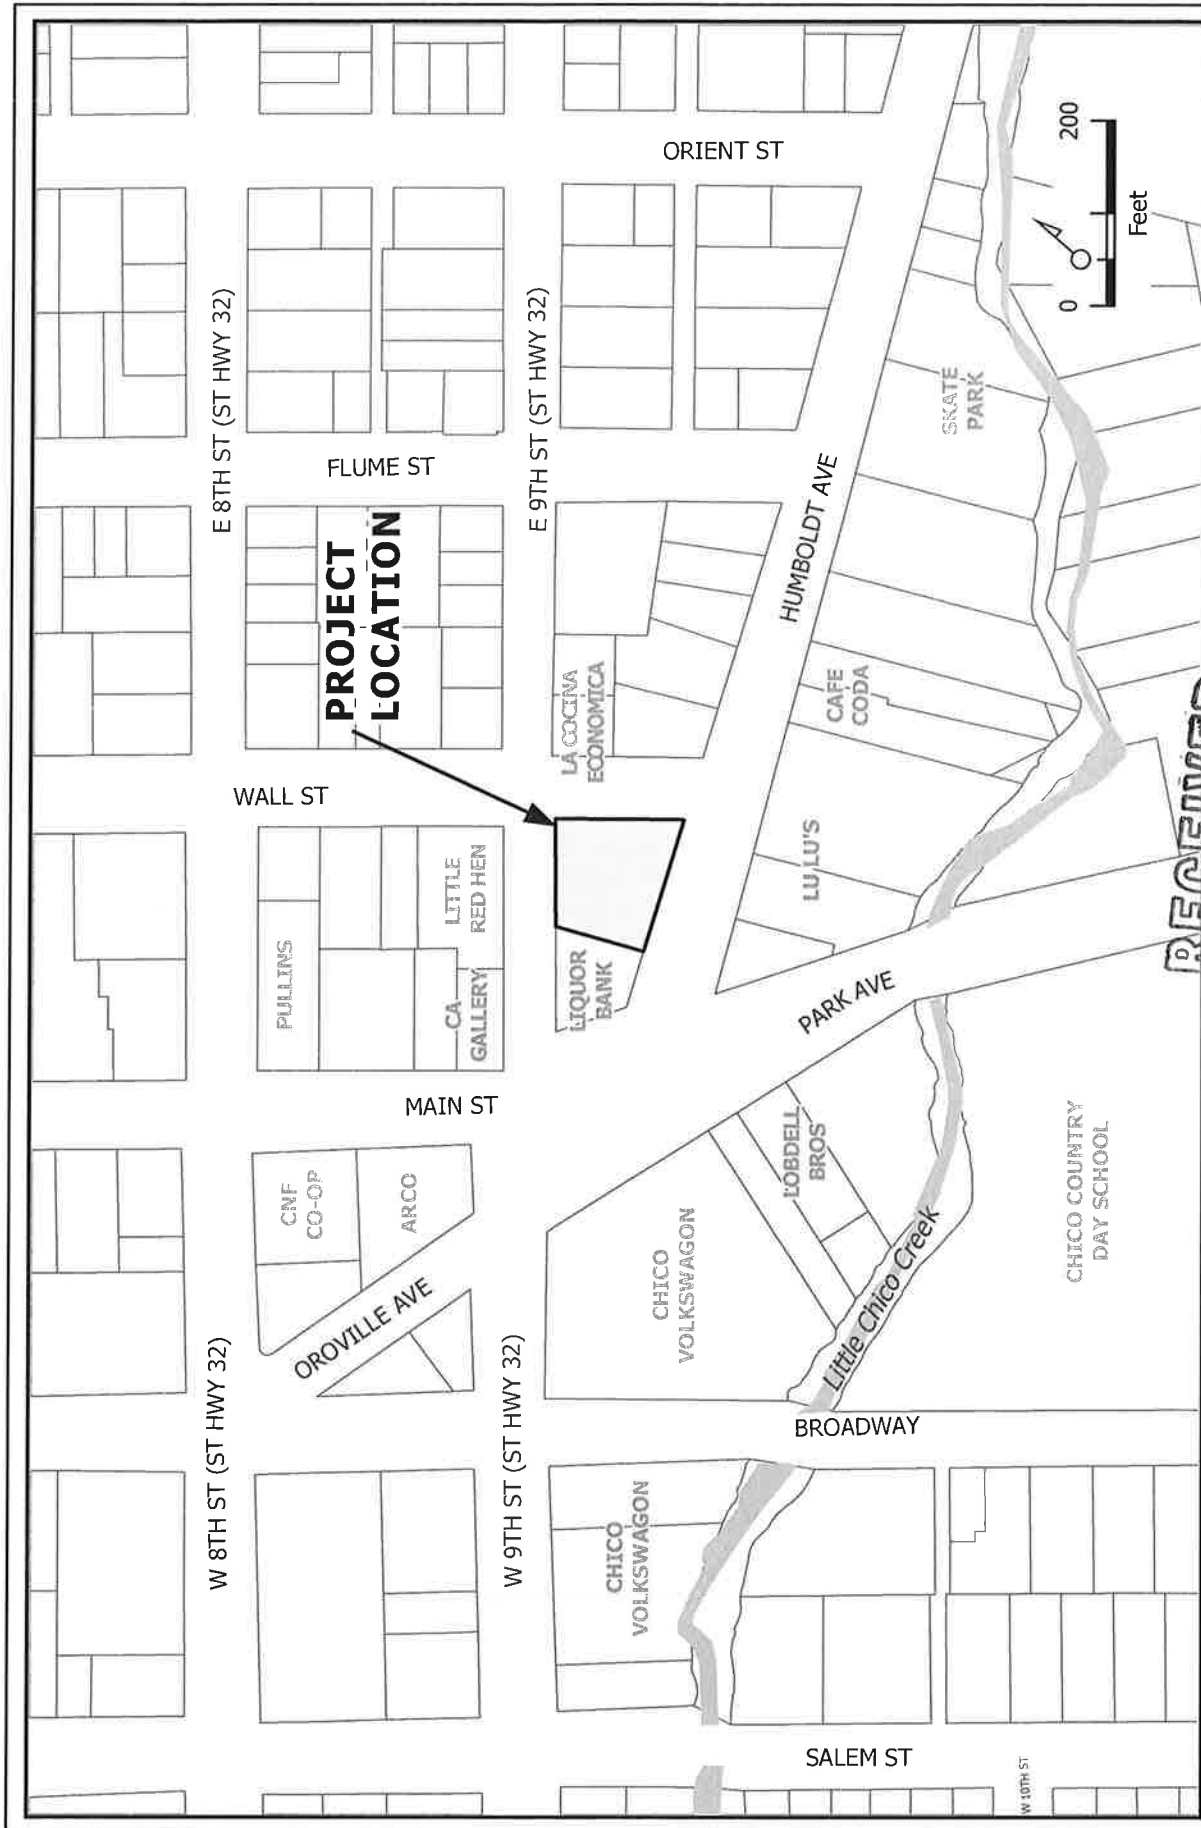 ORIENT ST
200
0
Feet
E 8TH ST (ST HWY 32)
E 9TH ST (ST HWY 32)
FLUME ST
SKATE
PARK
HUMBOLDT AVE
PROJECT
LOCATION
LA COCINA
ECONOMICA
CAFE
CODA
WALL ST
LULU'S
LITTLE
RED HEN
PULLINS
CA
GALLERY
LIQUOR
BANK
PARK AVE
RECEIVED
MAIN ST
CNF
CO-OP
ARCO
LOBDELL
BROS
CHICO COUNTRY
DAY SCHOOL
CHICO
VOLKSWAGON
Little Chico Creek
OROVILLE AVE
W 8TH ST (ST HWY 32)
W 9TH ST (ST HWY 32)
BROADWAY
CHICO
VOLKSWAGON
SALEM ST
W 10TH ST